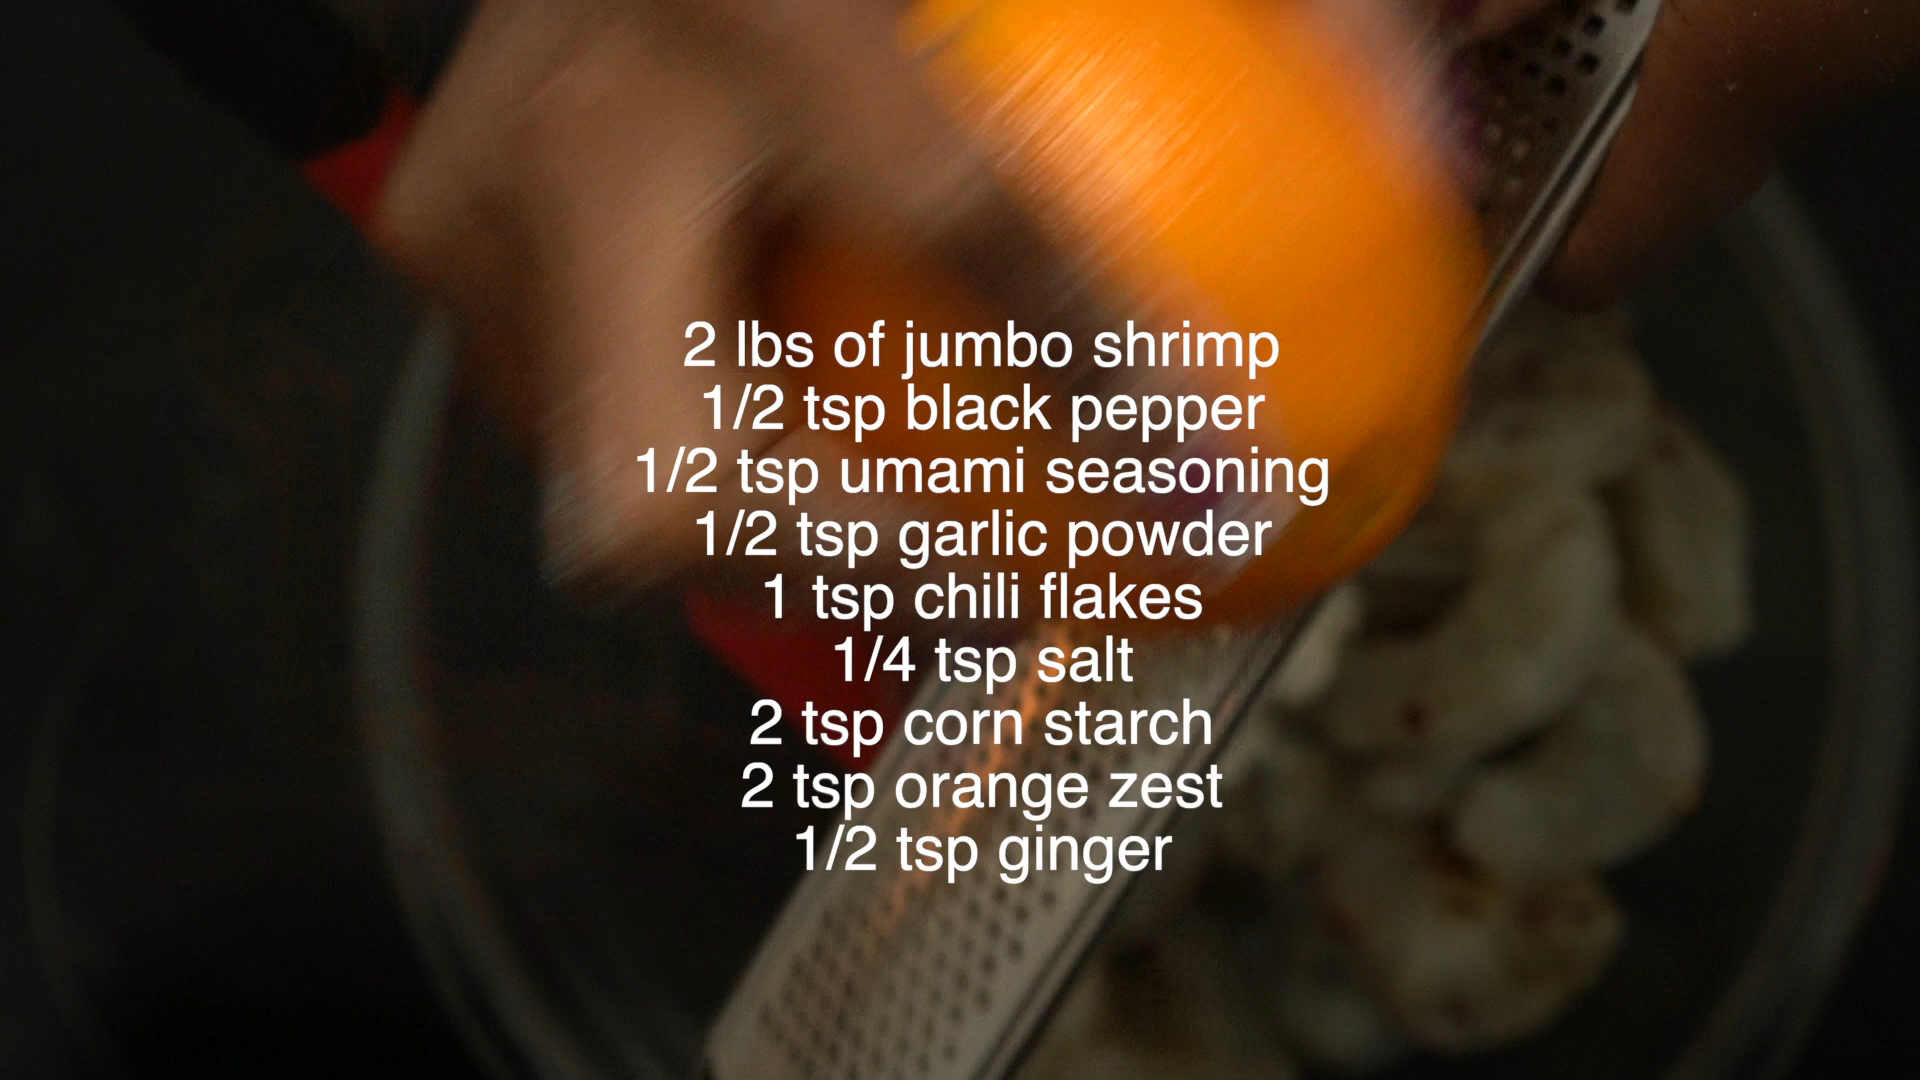 2 lbs of jumbo shrimp
1/2 tsp black pepper
1/2 tsp umami seasoning
1/2 tsp garlic powder
1 tsp chili flakes
1/4 tsp salt
2 tsp corn starch
2 tsp orange zest
1/2 tsp ginger